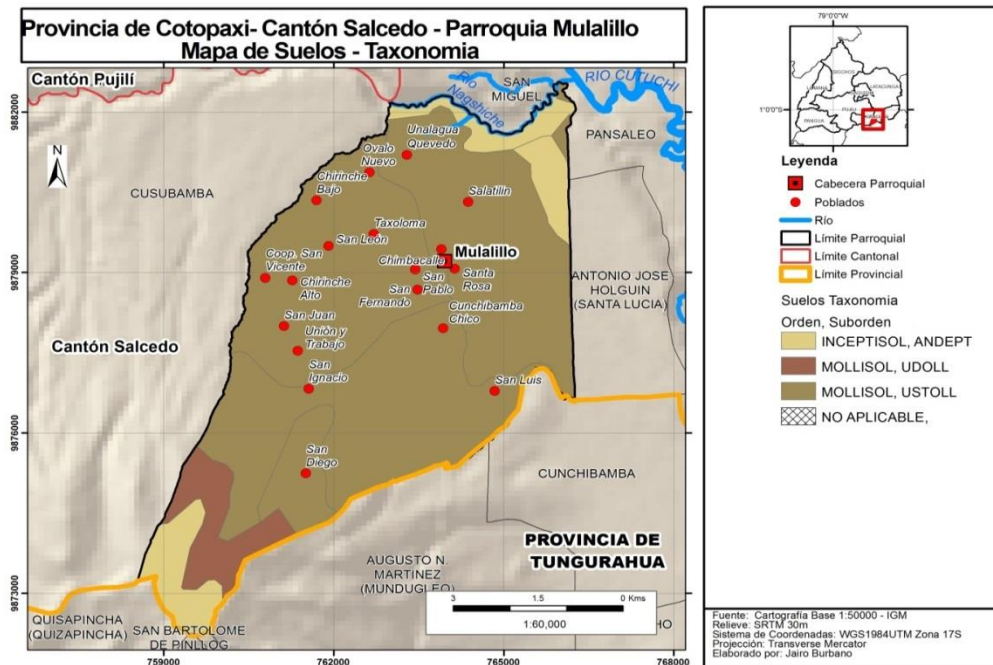 Provincia de Cotopaxi- Cantón Salcedo - Parroquia Mulalillo
Mapa de Suelos - Taxonomia
Cantón Pujilí
RIO CUTUCHI
Río
Nagshiche
SAN
MIGUEL
PANSALEO
N
CUSUBAMBA
Unalagua
Quevedo
Ovalo
Nuevo
Chirinche
Bajo
Salatilín
Taxoloma
San León
Mulalillo
Coop. San
Vicente
Chimbacalle
Chirinche
Alto
San
Pablo
Santa
Rosa
San
Fernando
Cunchibamba
Chico
ANTONIO JOSE
HOLGUIN
(SANTA LUCIA)
San Juan
Unión y
Trabajo
Cantón Salcedo
San
Ignacio
San Luis
San
Diego
CUNCHIBAMBA
PROVINCIA DE
TUNGURAHUA
AUGUSTO N.
MARTINEZ
(MUNDUGLEO)
QUISAPINCHA
(QUIZAPINCHA)
SAN BARTOLOME
DE PINLLOG
HO
3 1.5 0 Kms
1:60,000
9882000
9879000
9876000
9873000
759000 762000 765000 768000
79°0'0"W
1°0'0"S
Leyenda
Cabecera Parroquial
Poblados
Río
Límite Parroquial
Límite Cantonal
Límite Provincial
Suelos Taxonomia
Orden, Suborden
INCEPTISOL, ANDEPT
MOLLISOL, UDOLL
MOLLISOL, USTOLL
NO APLICABLE,
Fuente: Cartografía Base 1:50000 - IGM
Relieve: SRTM 30m
Sistema de Coordenadas: WGS1984UTM Zona 17S
Projección: Transverse Mercator
Elaborado por: Jairo Burbano